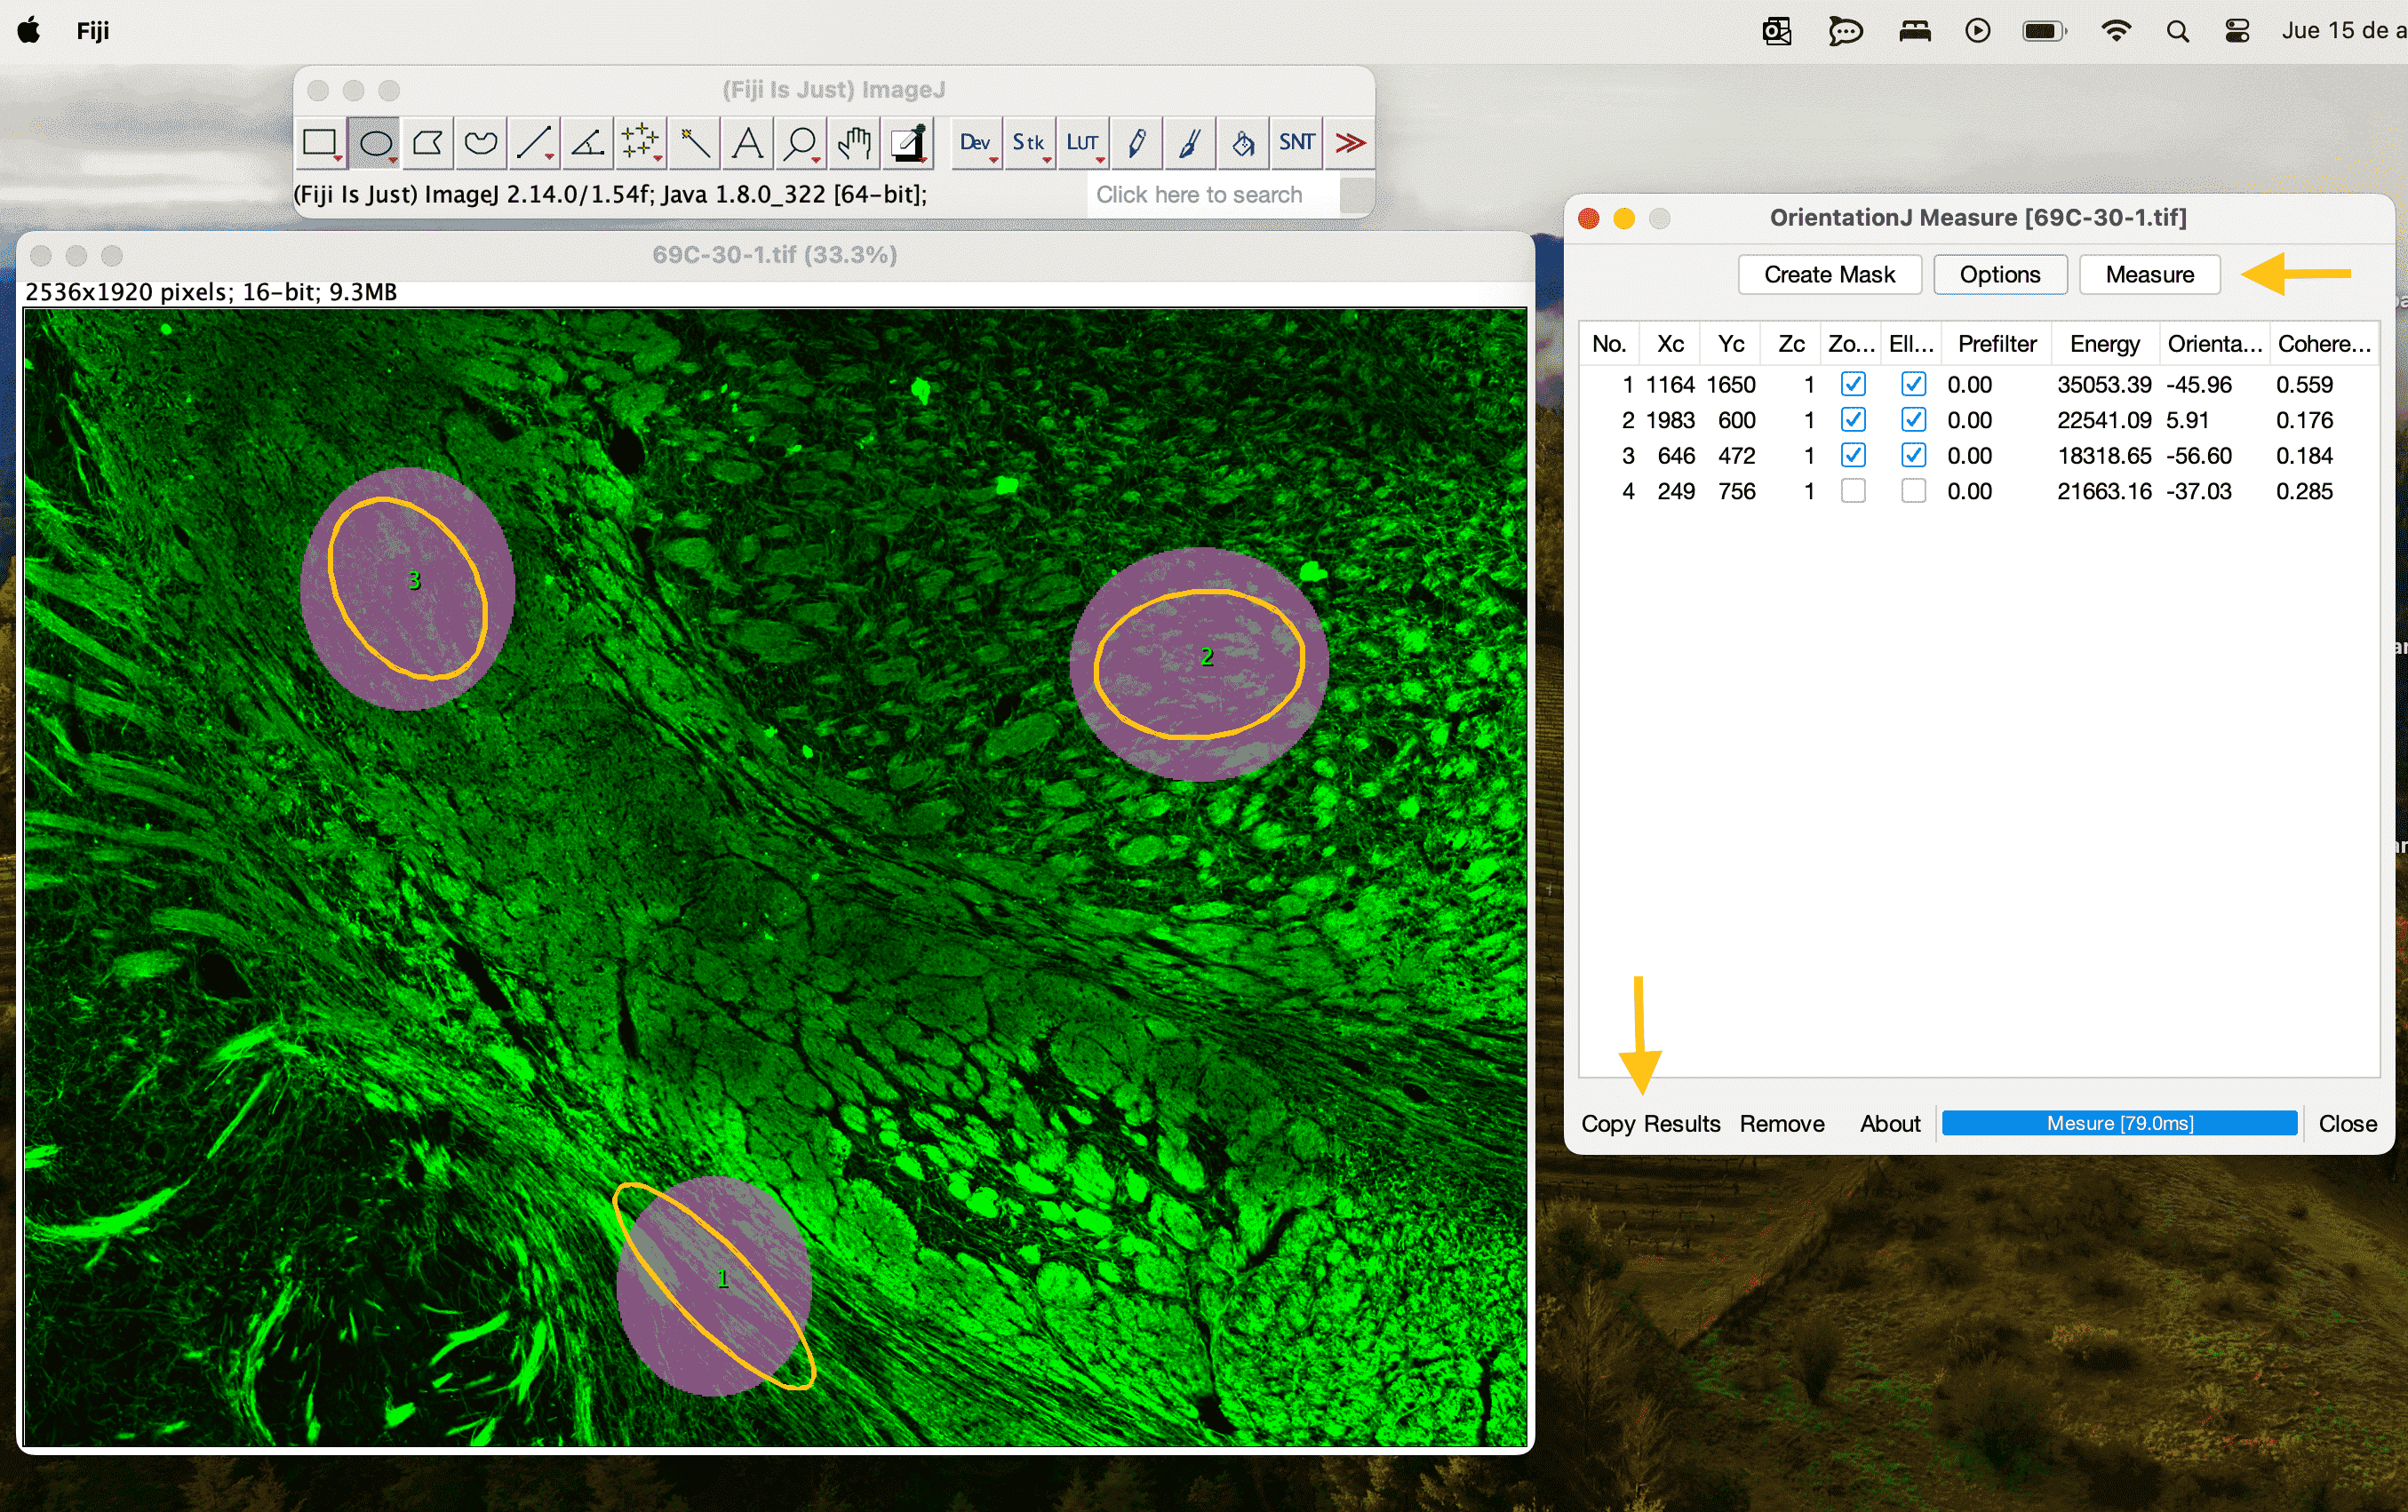 Fiji
Jue 15 de a
(Fiji Is Just) ImageJ
Dev Stk LUT SNT
(Fiji Is Just) ImageJ 2.14.0/1.54f; Java 1.8.0_322 [64-bit];
Click here to search
69C-30-1.tif (33.3%)
2536x1920 pixels; 16-bit; 9.3MB
3
2
1
OrientationJ Measure [69C-30-1.tif]
Create Mask Options Measure
No. Xc Yc Zc Zo... Ell... Prefilter Energy Orienta... Cohere...
1 1164 1650 1 0.00 35053.39 -45.96 0.559
2 1983 600 1 0.00 22541.09 5.91 0.176
3 646 472 1 0.00 18318.65 -56.60 0.184
4 249 756 1 0.00 21663.16 -37.03 0.285
Copy Results Remove About Mesure [79.0ms] Close